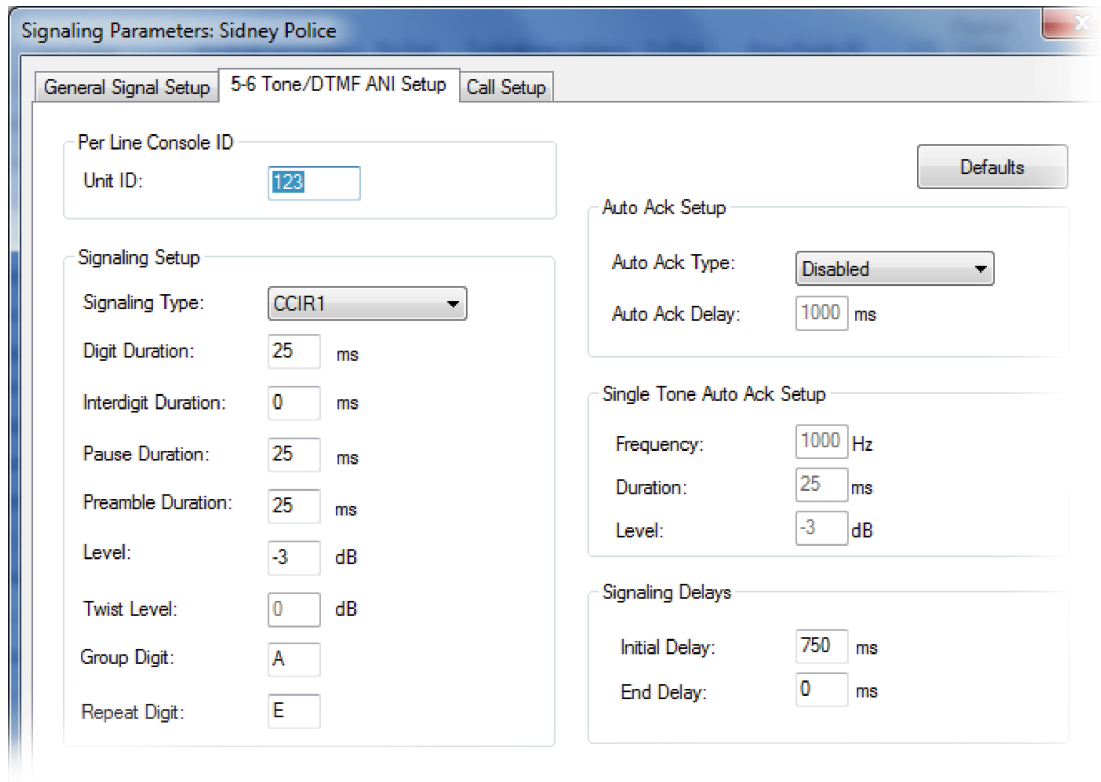 Signaling Parameters: Sidney Police
General Signal Setup
5-6 Tone/DTMF ANI Setup
Call Setup
Per Line Console ID
Unit ID: 123
Signaling Setup
Signaling Type: CCIR1
Digit Duration: 25 ms
Interdigit Duration: 0 ms
Pause Duration: 25 ms
Preamble Duration: 25 ms
Level: -3 dB
Twist Level: 0 dB
Group Digit: A
Repeat Digit: E
Defaults
Auto Ack Setup
Auto Ack Type: Disabled
Auto Ack Delay: 1000 ms
Single Tone Auto Ack Setup
Frequency: 1000 Hz
Duration: 25 ms
Level: -3 dB
Signaling Delays
Initial Delay: 750 ms
End Delay: 0 ms